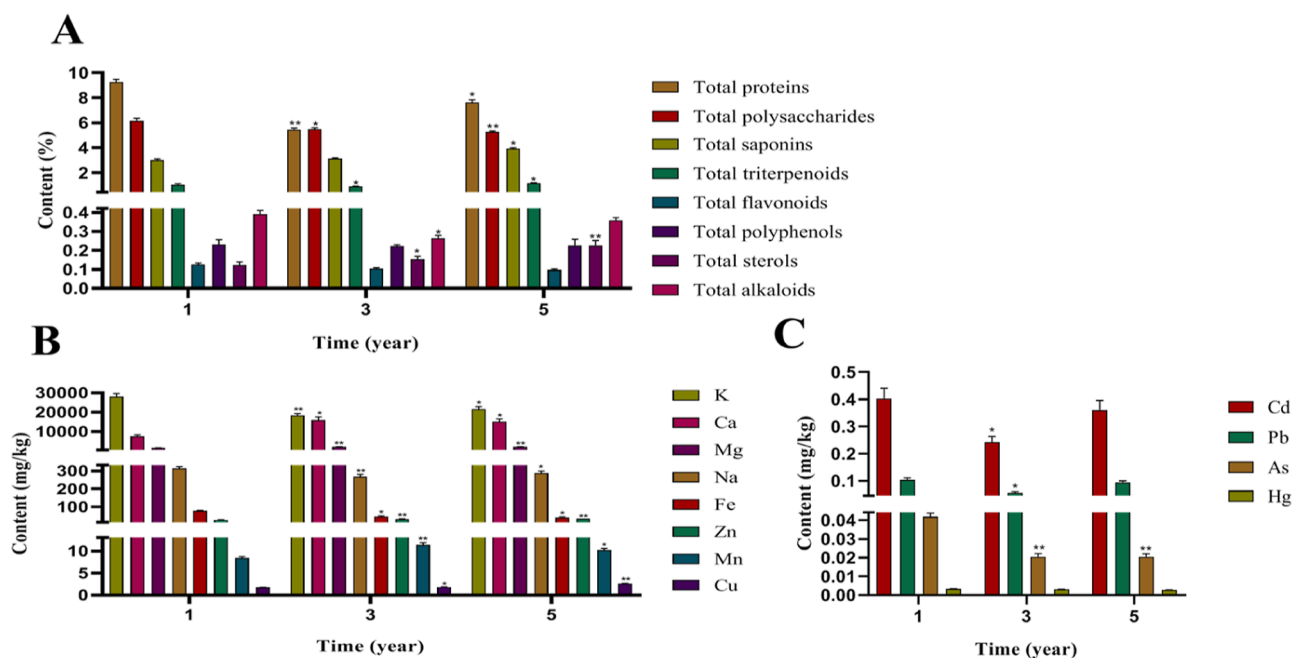 A
Content (%)
10
8
6
4
2
0.4
0.3
0.2
0.1
0.0
** * *
* ** * *
* * **
1 3 5
Time (year)
Total proteins
Total polysaccharides
Total saponins
Total triterpenoids
Total flavonoids
Total polyphenols
Total sterols
Total alkaloids
B
Content (mg/kg)
30000
20000
10000
300
200
100
10
5
0
** * ** ** * ** ** *
* * ** * * ** * **
1 3 5
Time (year)
K
Ca
Mg
Na
Fe
Zn
Mn
Cu
C
Content (mg/kg)
0.5
0.4
0.3
0.2
0.1
0.04
0.03
0.02
0.01
0.00
* * **
**
1 3 5
Time (year)
Cd
Pb
As
Hg